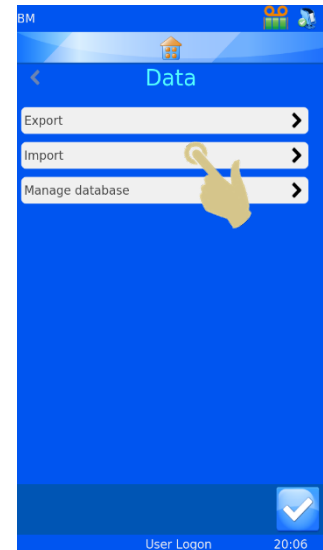 BM
Data
Export
Import
Manage database
User Logon 20:06